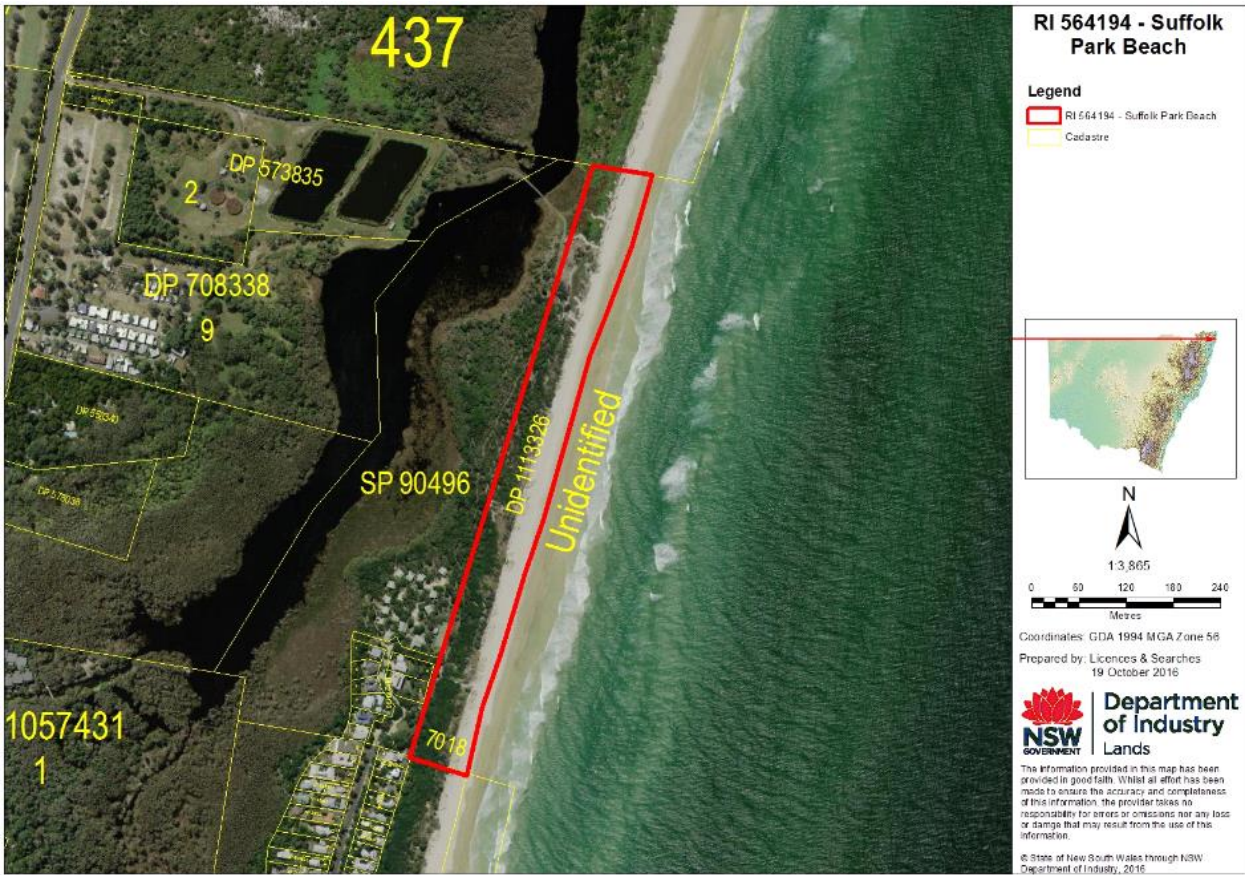 437
DP 573835
2
DP 708338
9
SP 90496
DP 1113326
Unidentified
7018
1057431
1
RI 564194 - Suffolk
Park Beach
Legend
RI 564194 - Suffolk Park Beach
Cadastre
N
1:3,865
0 60 120 180 240
Metres
Coordinates: GDA 1994 MGA Zone 56
Prepared by: Licences & Searches
19 October 2016
NSW
GOVERNMENT
Department
of Industry
Lands
The information provided in this map has been
provided in good faith. Whilst all effort has been
made to ensure the accuracy and completeness
of this information, the provider takes no
responsibility for errors or omissions nor any loss
or damge that may result from the use of this
information.
© State of New South Wales through NSW
Department of Industry, 2016